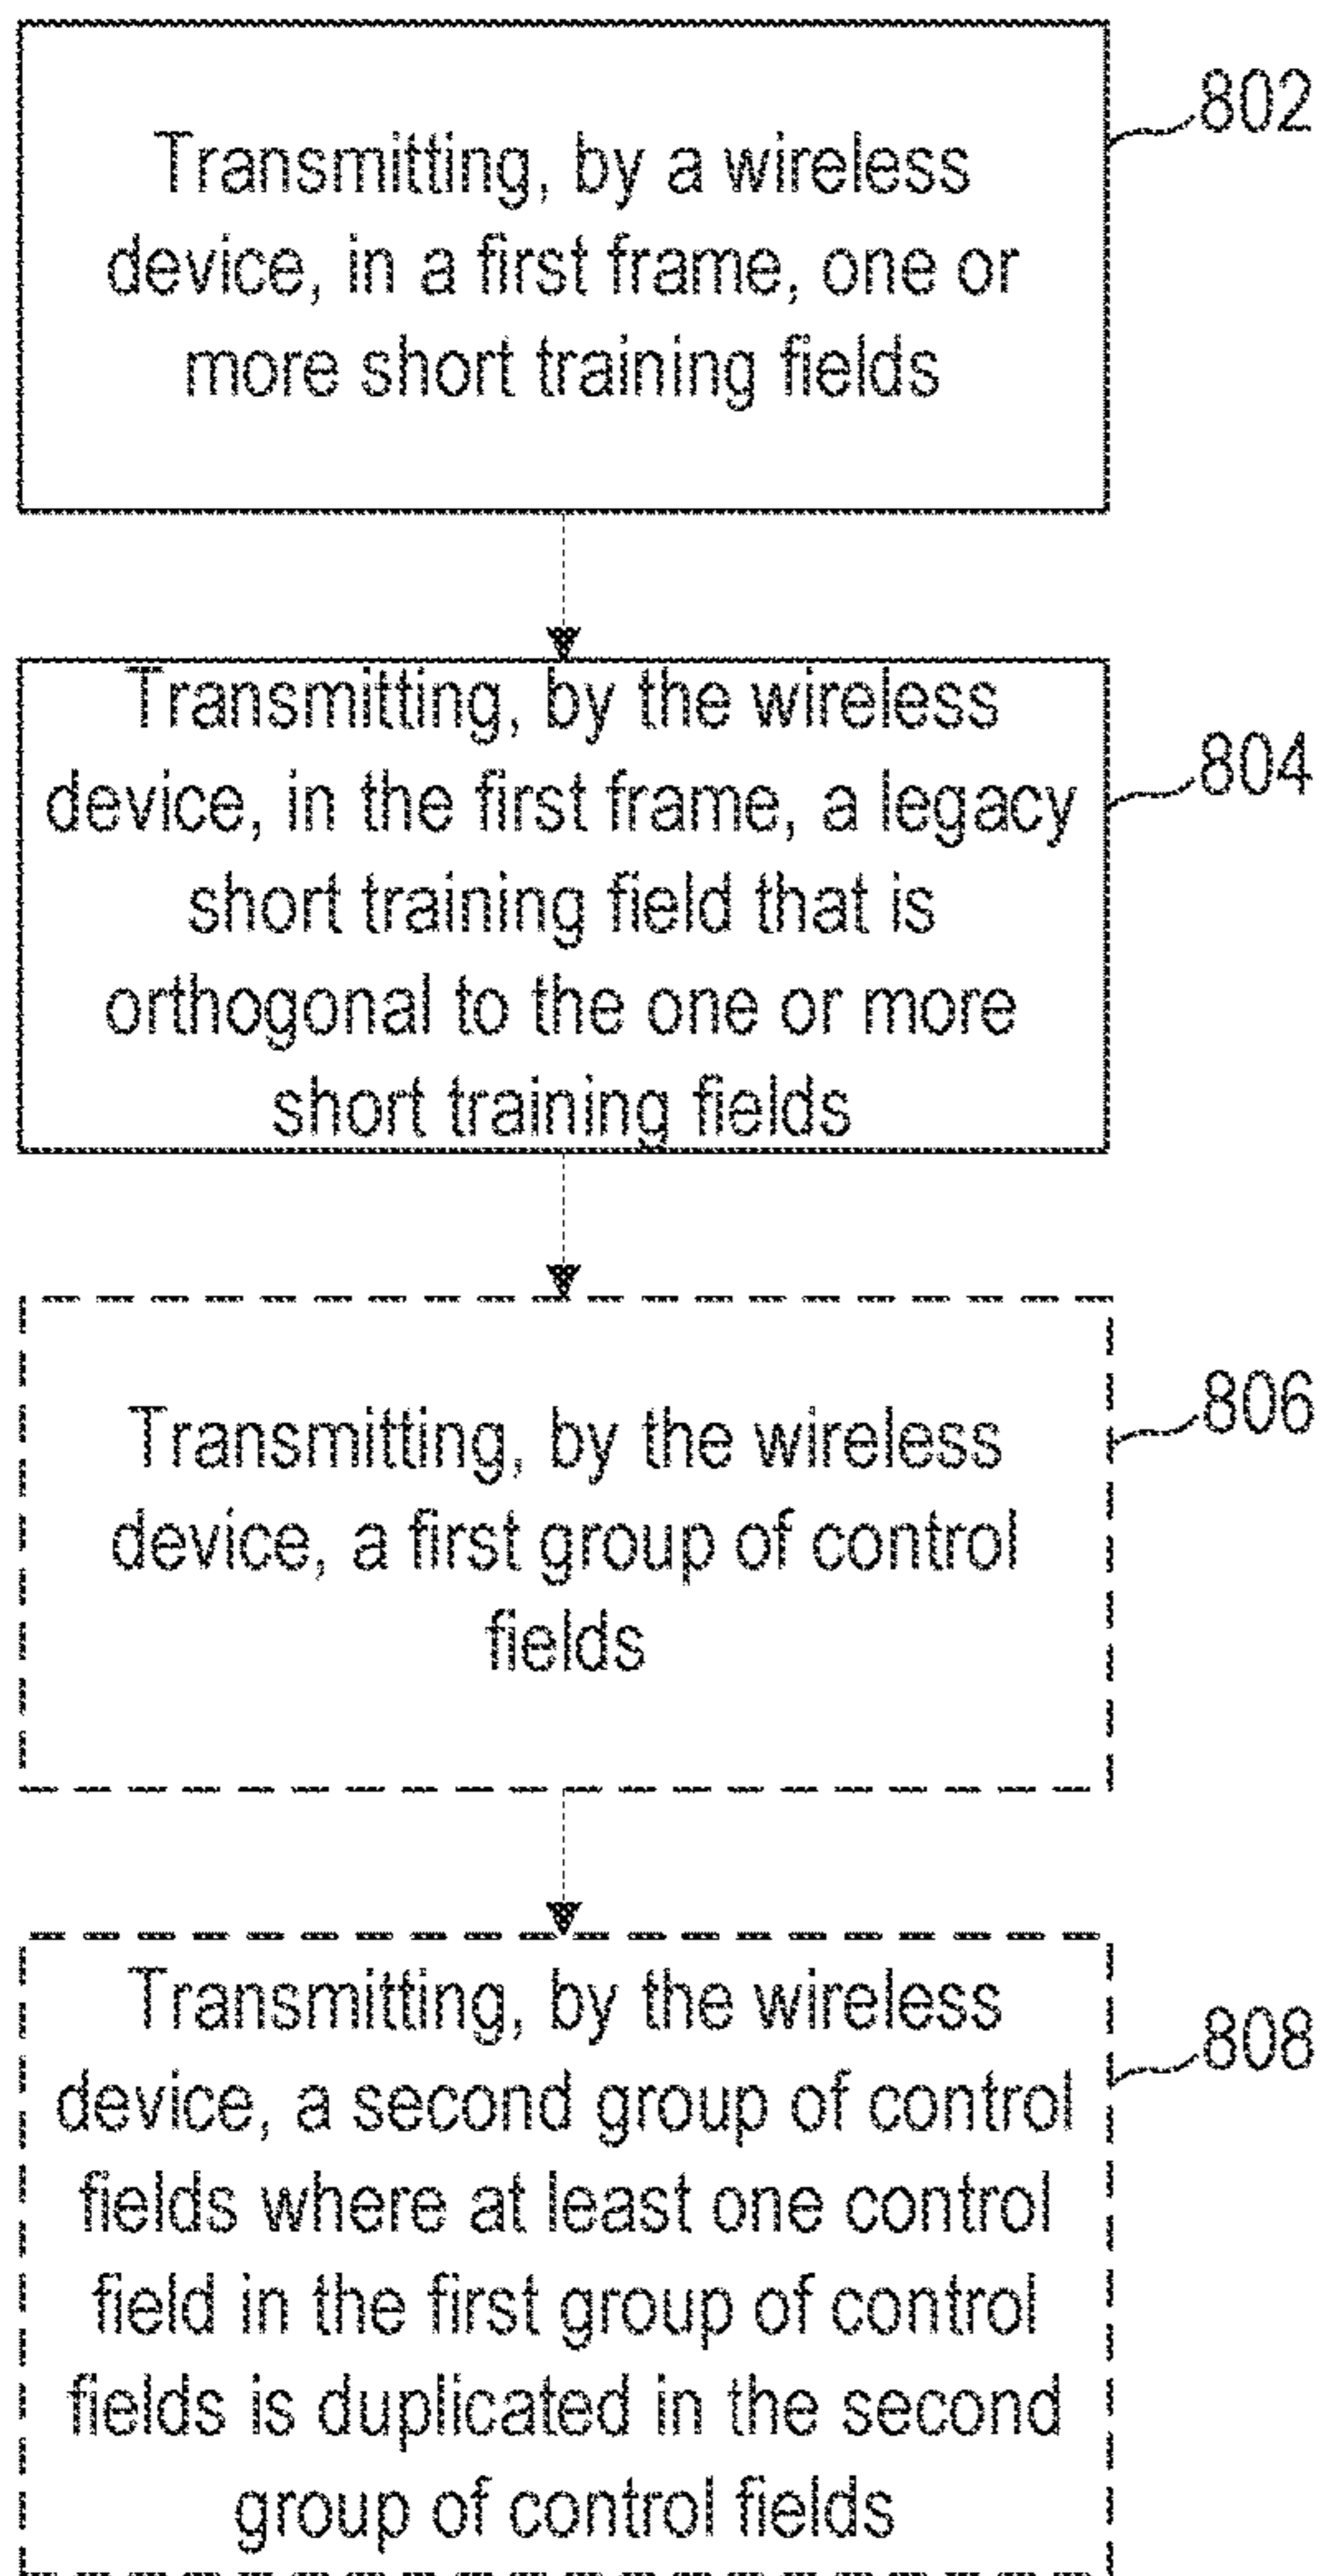 802
Transmitting, by a wireless
device, in a first frame, one or
more short training fields
804
Transmitting, by the wireless
device, in the first frame, a legacy
short training field that is
orthogonal to the one or more
short training fields
806
Transmitting, by the wireless
device, a first group of control
fields
808
Transmitting, by the wireless
device, a second group of control
fields where at least one control
field in the first group of control
fields is duplicated in the second
group of control fields